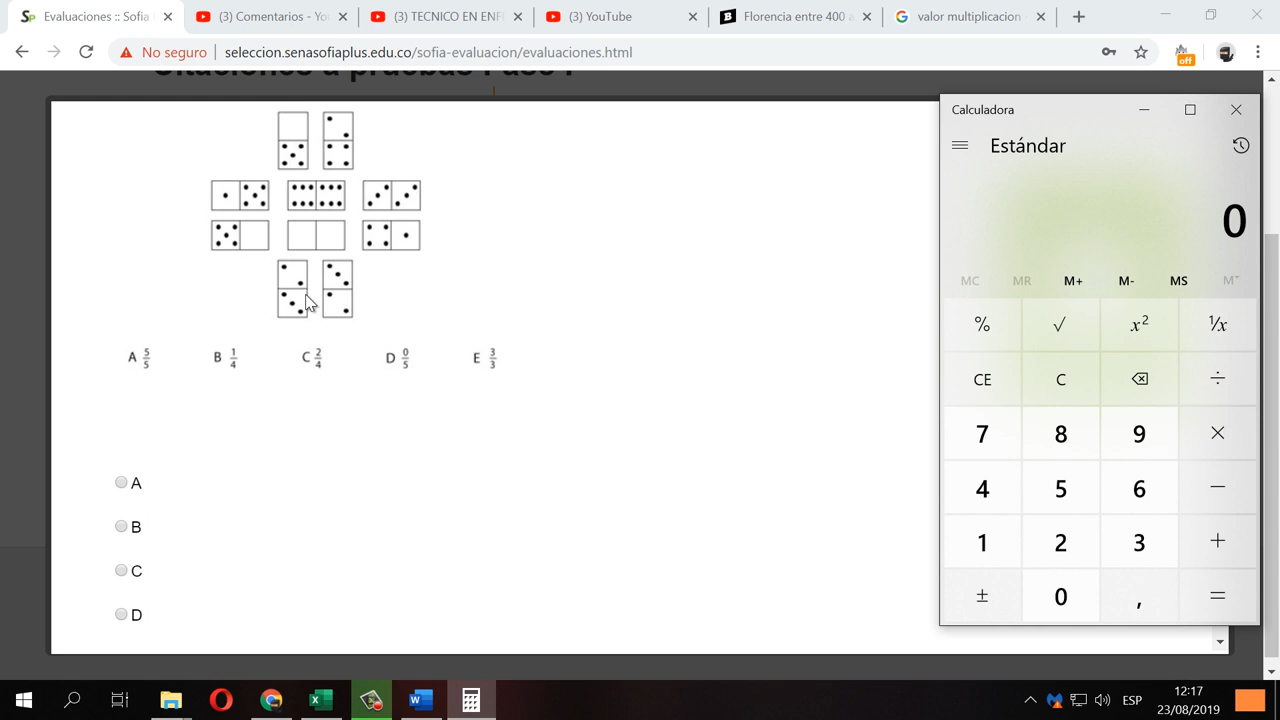 Evaluaciones :: Sofia
(3) Comentarios - Yo
(3) TECNICO EN ENF
(3) YouTube
Florencia entre 400
valor multiplicacion
No seguro
seleccion.senasofiaplus.edu.co/sofia-evaluacion/evaluaciones.html
off
A 5/5 B 1/4 C 2/4 D 0/5 E 3/3
A
B
C
D
Calculadora
Estándar
0
MC MR M+ M- MS M
% √ x² ¹/x
CE C ÷
7 8 9 ×
4 5 6 −
1 2 3 +
± 0 , =
ESP
12:17
23/08/2019